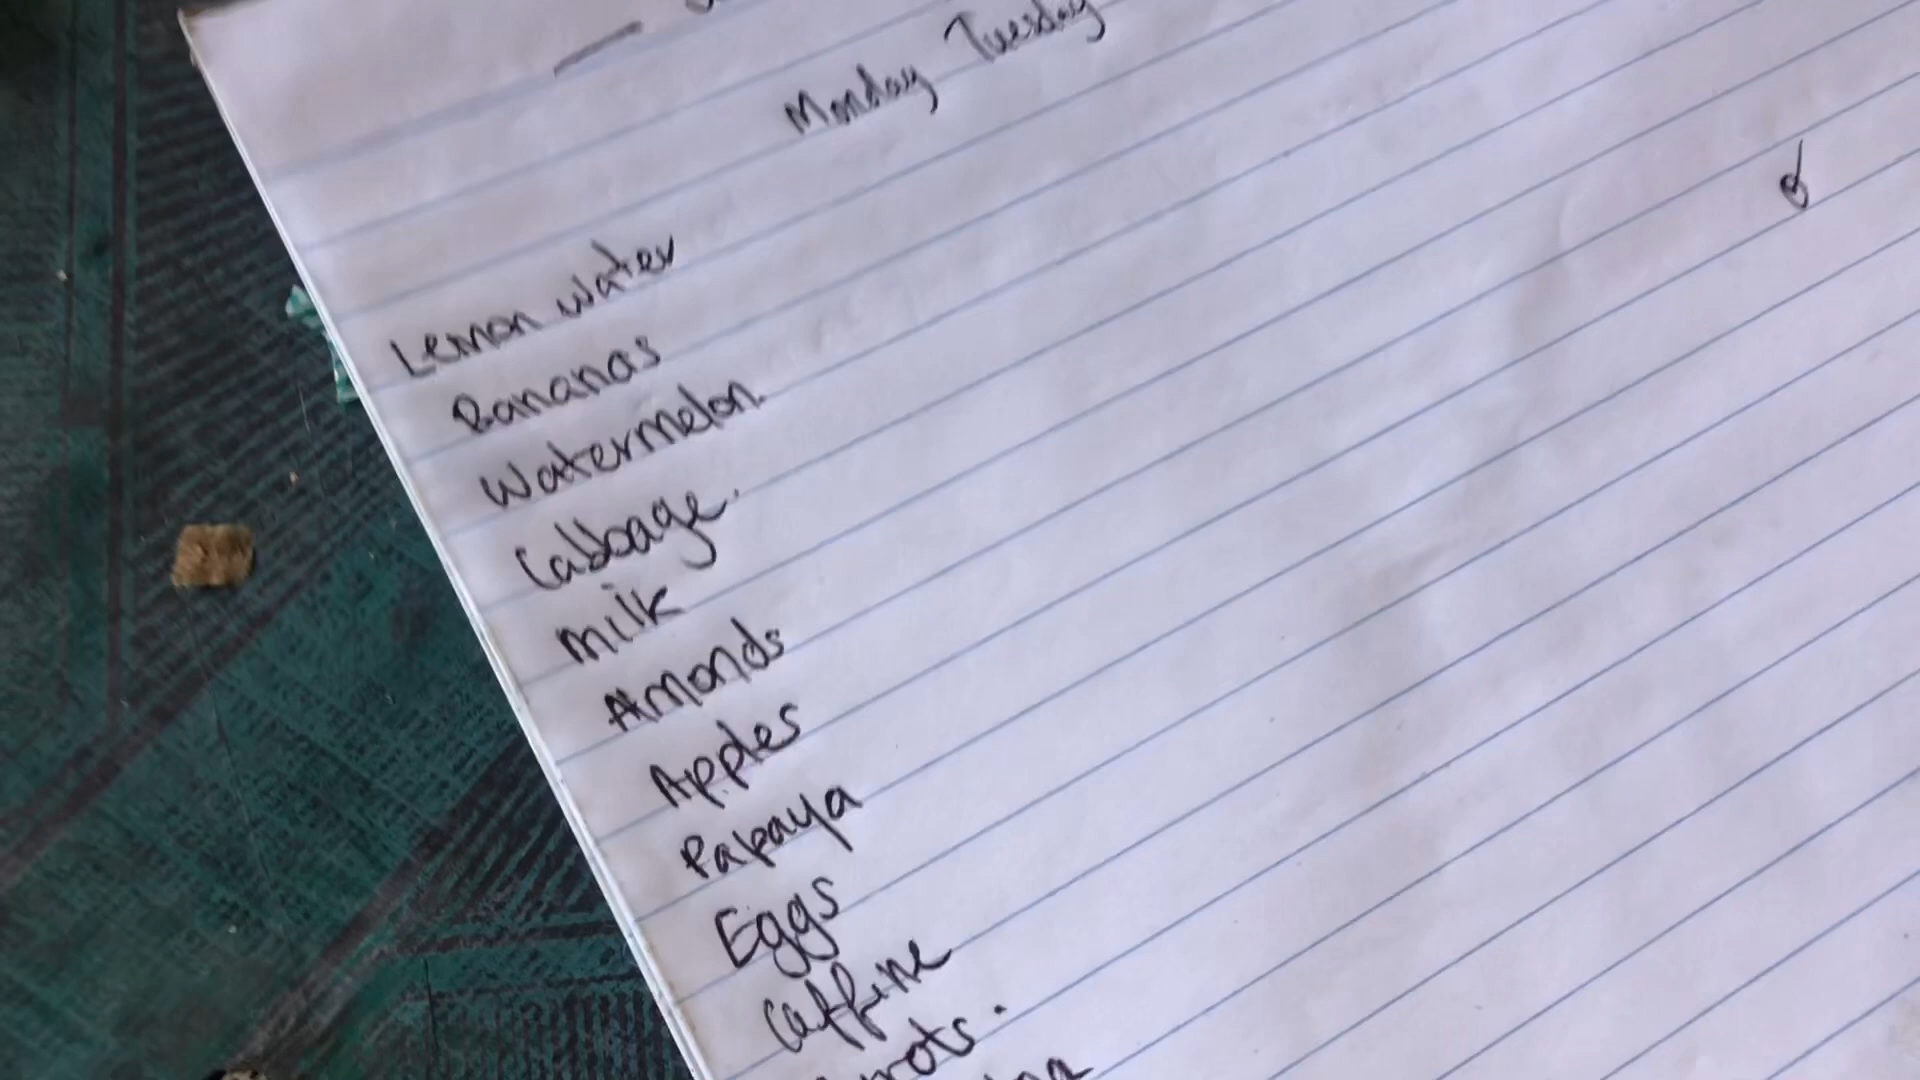 Monday Tuesday
Lemon water
Bananas
Watermelon.
Cabbage.
Milk
Almonds
Apples
Papaya
Eggs
Caffine